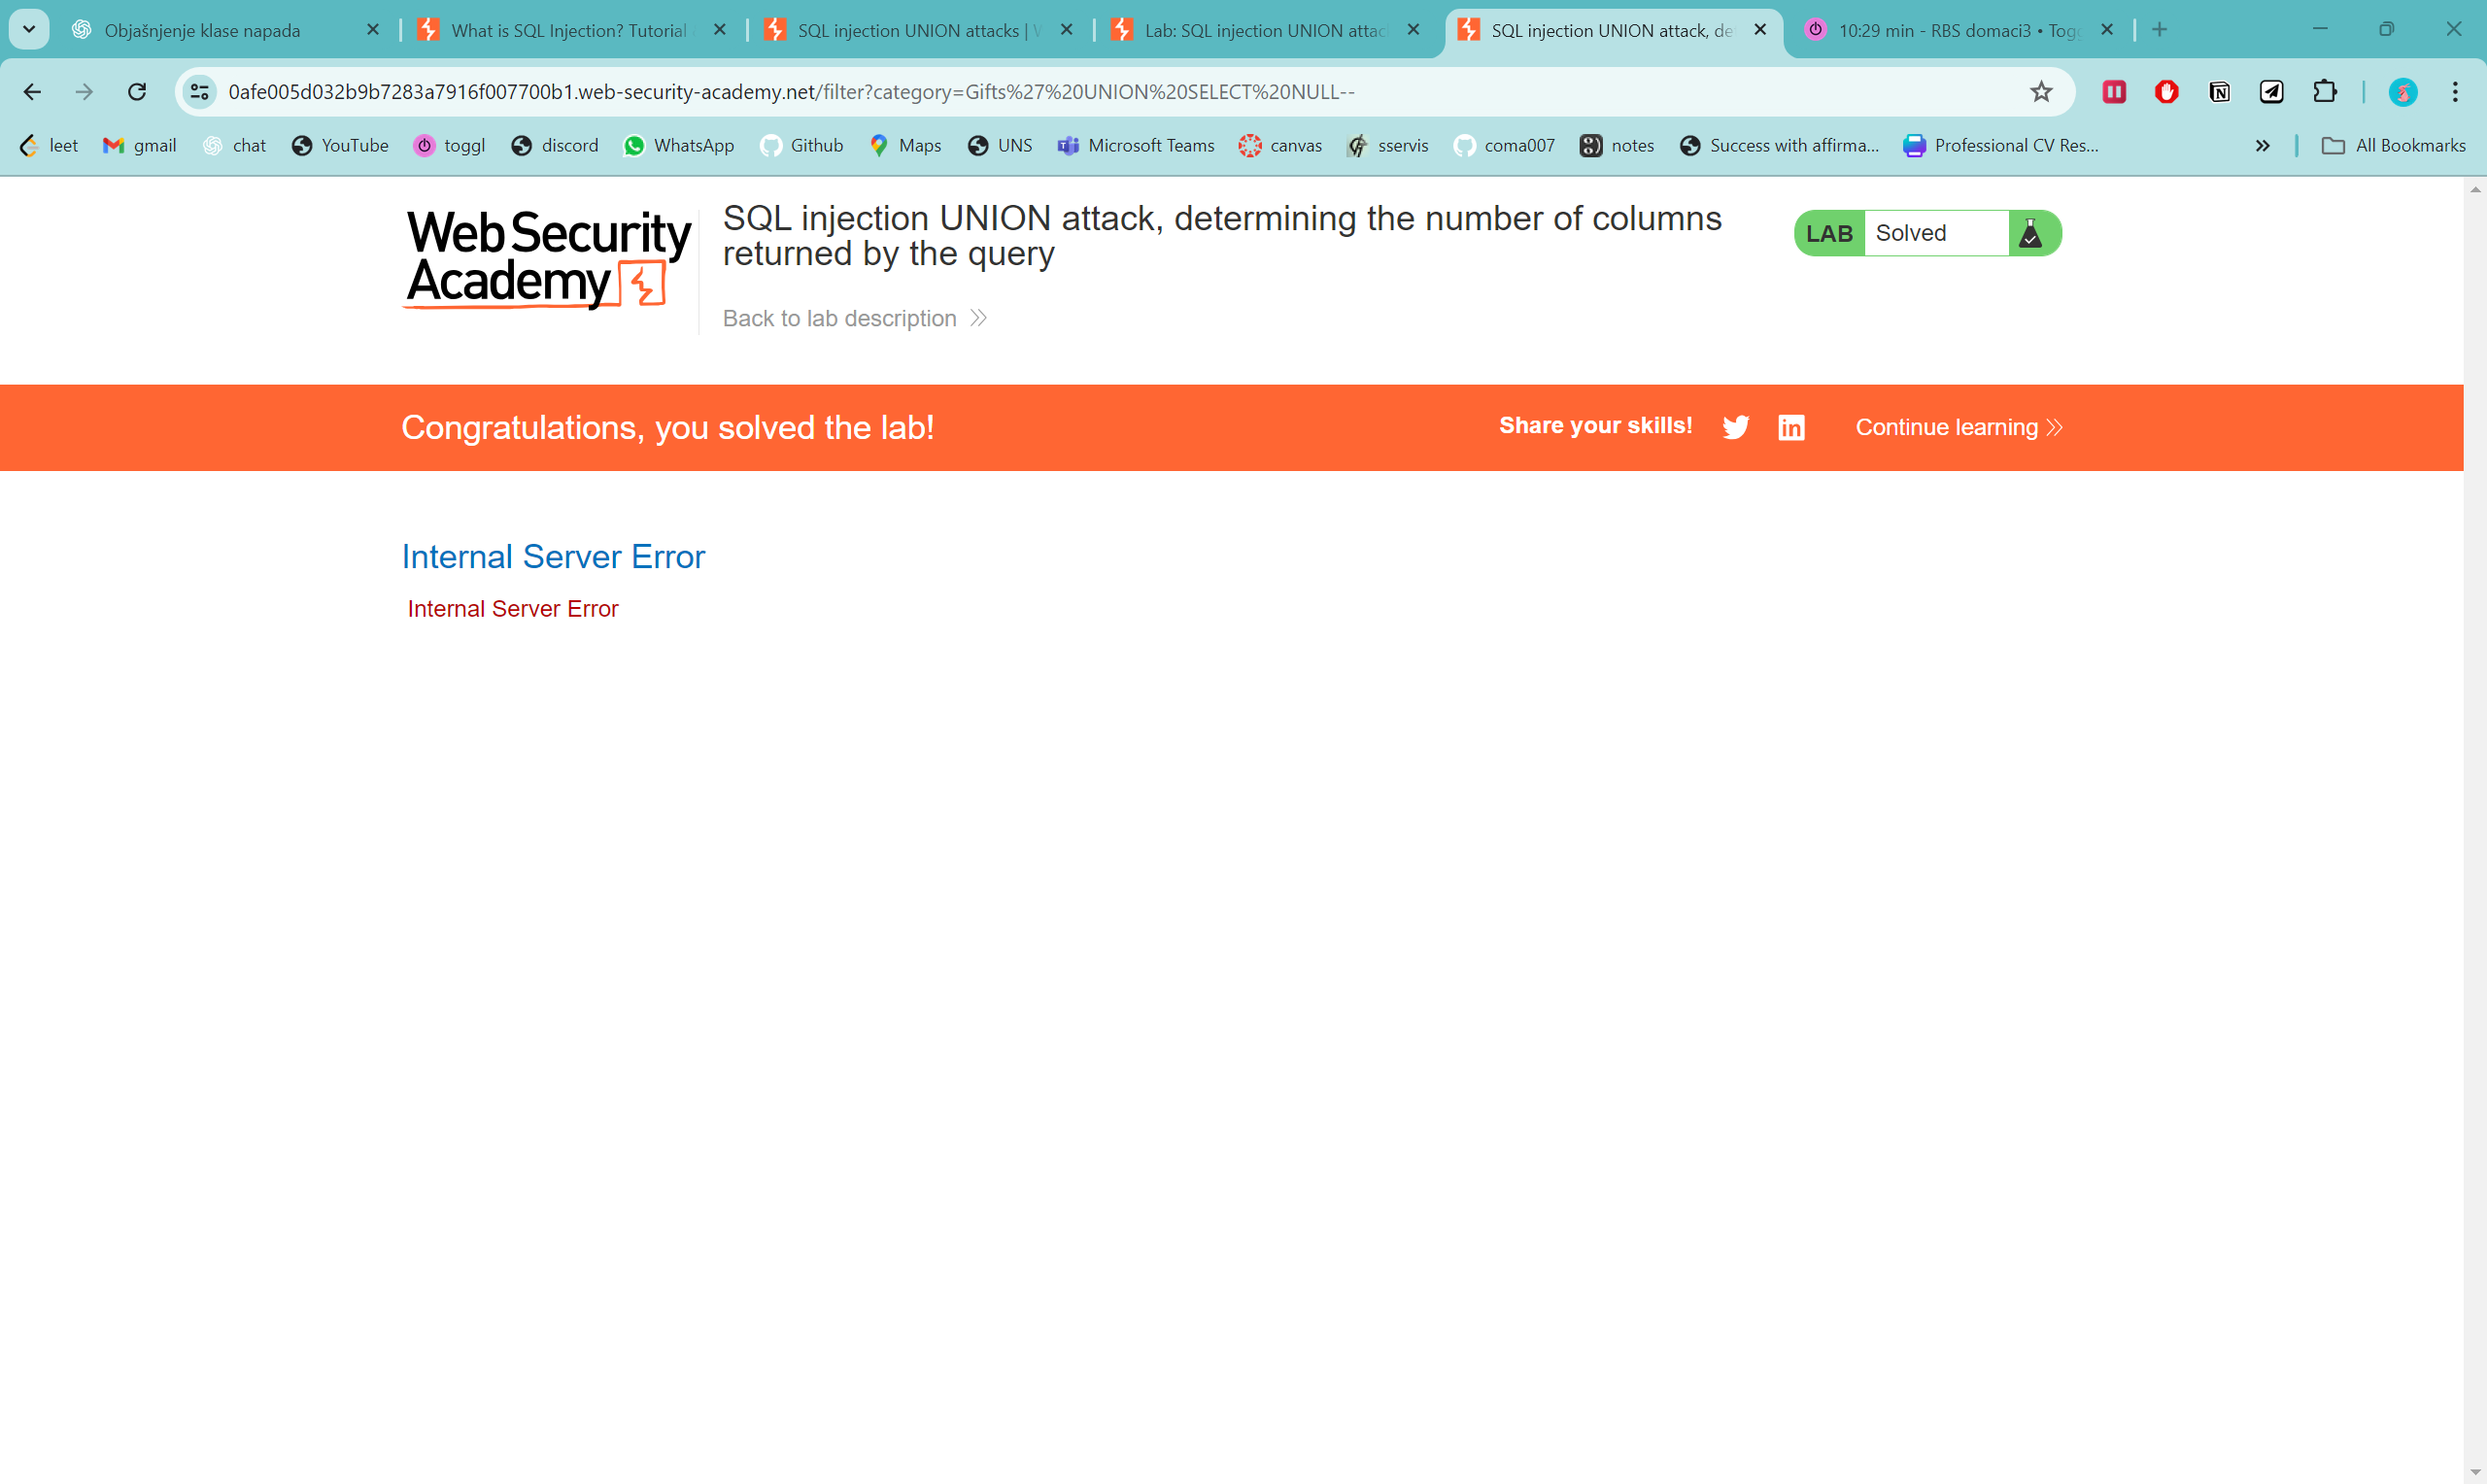 Objašnjenje klase napada
What is SQL Injection? Tutorial
SQL injection UNION attacks |
Lab: SQL injection UNION attac
SQL injection UNION attack, de
10:29 min - RBS domaci3 • Togg
0afe005d032b9b7283a7916f007700b1.web-security-academy.net/filter?category=Gifts%27%20UNION%20SELECT%20NULL--
leet gmail chat YouTube toggl discord WhatsApp Github Maps UNS Microsoft Teams canvas sservis coma007 notes Success with affirma... Professional CV Res... All Bookmarks
Web Security
Academy
SQL injection UNION attack, determining the number of columns
returned by the query
LAB Solved
Back to lab description
Congratulations, you solved the lab!
Share your skills!
Continue learning
Internal Server Error
Internal Server Error